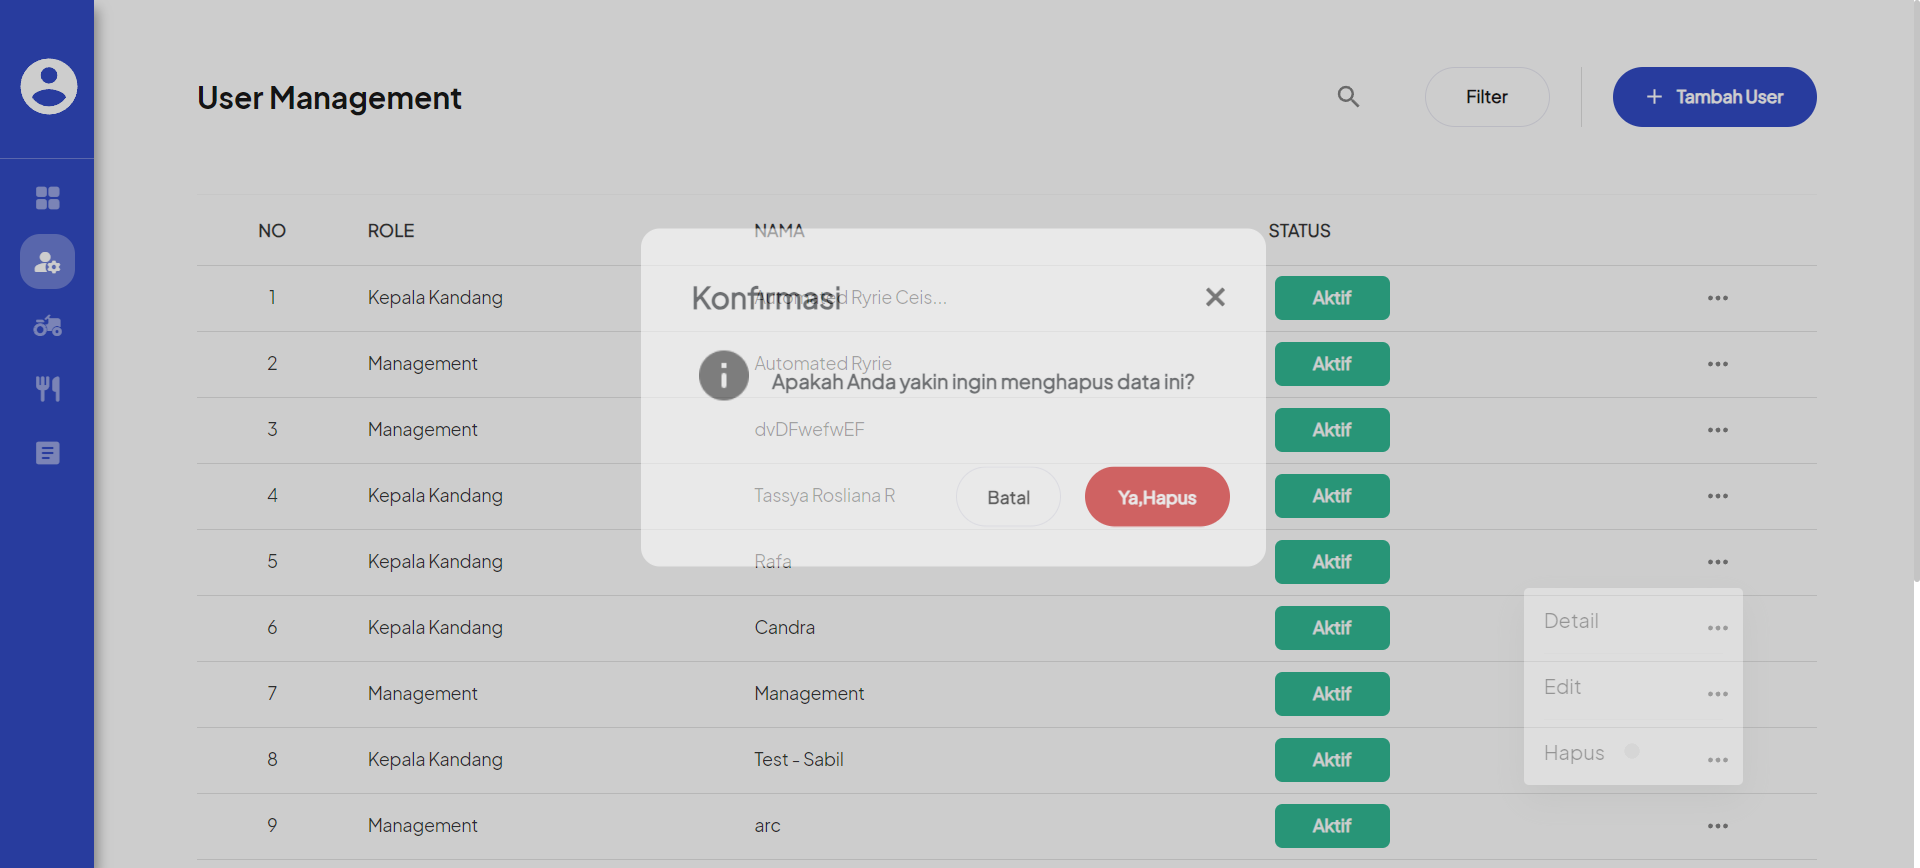 User Management
Filter
+ Tambah User
NO ROLE NAMA STATUS
1 Kepala Kandang Automated Ryrie Ceis... Aktif
Konfirmasi
2 Management Automated Ryrie Aktif
Apakah Anda yakin ingin menghapus data ini?
3 Management dvDFwefwEF Aktif
4 Kepala Kandang Tassya Rosliana R Aktif
Batal Ya,Hapus
5 Kepala Kandang Rafa Aktif
6 Kepala Kandang Candra Aktif
Detail
7 Management Management Aktif
Edit
8 Kepala Kandang Test - Sabil Aktif
Hapus
9 Management arc Aktif